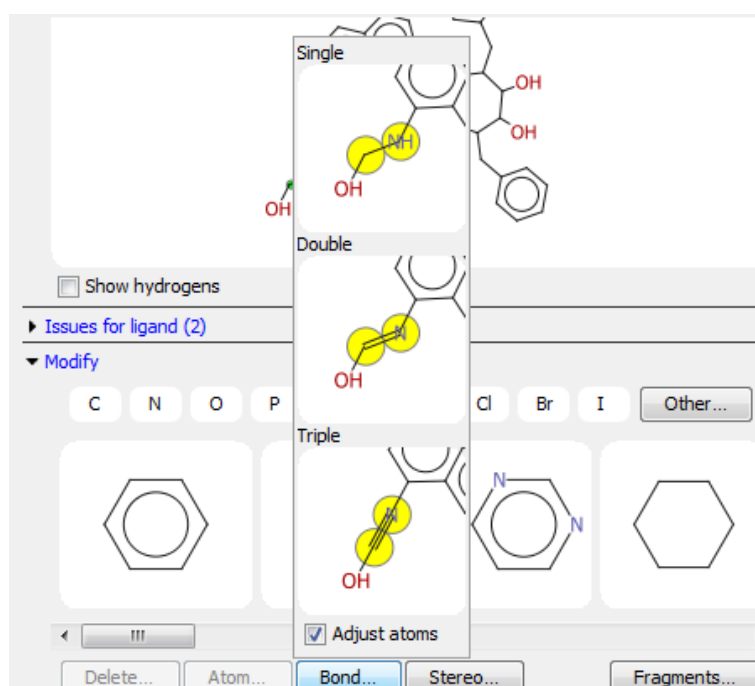 Single
OH
OH
NH
OH
OH
Double
N
OH
Show hydrogens
Issues for ligand (2)
Modify
C N O P Cl Br I Other...
Triple
N
OH
N
N
Adjust atoms
Delete... Atom... Bond... Stereo... Fragments...